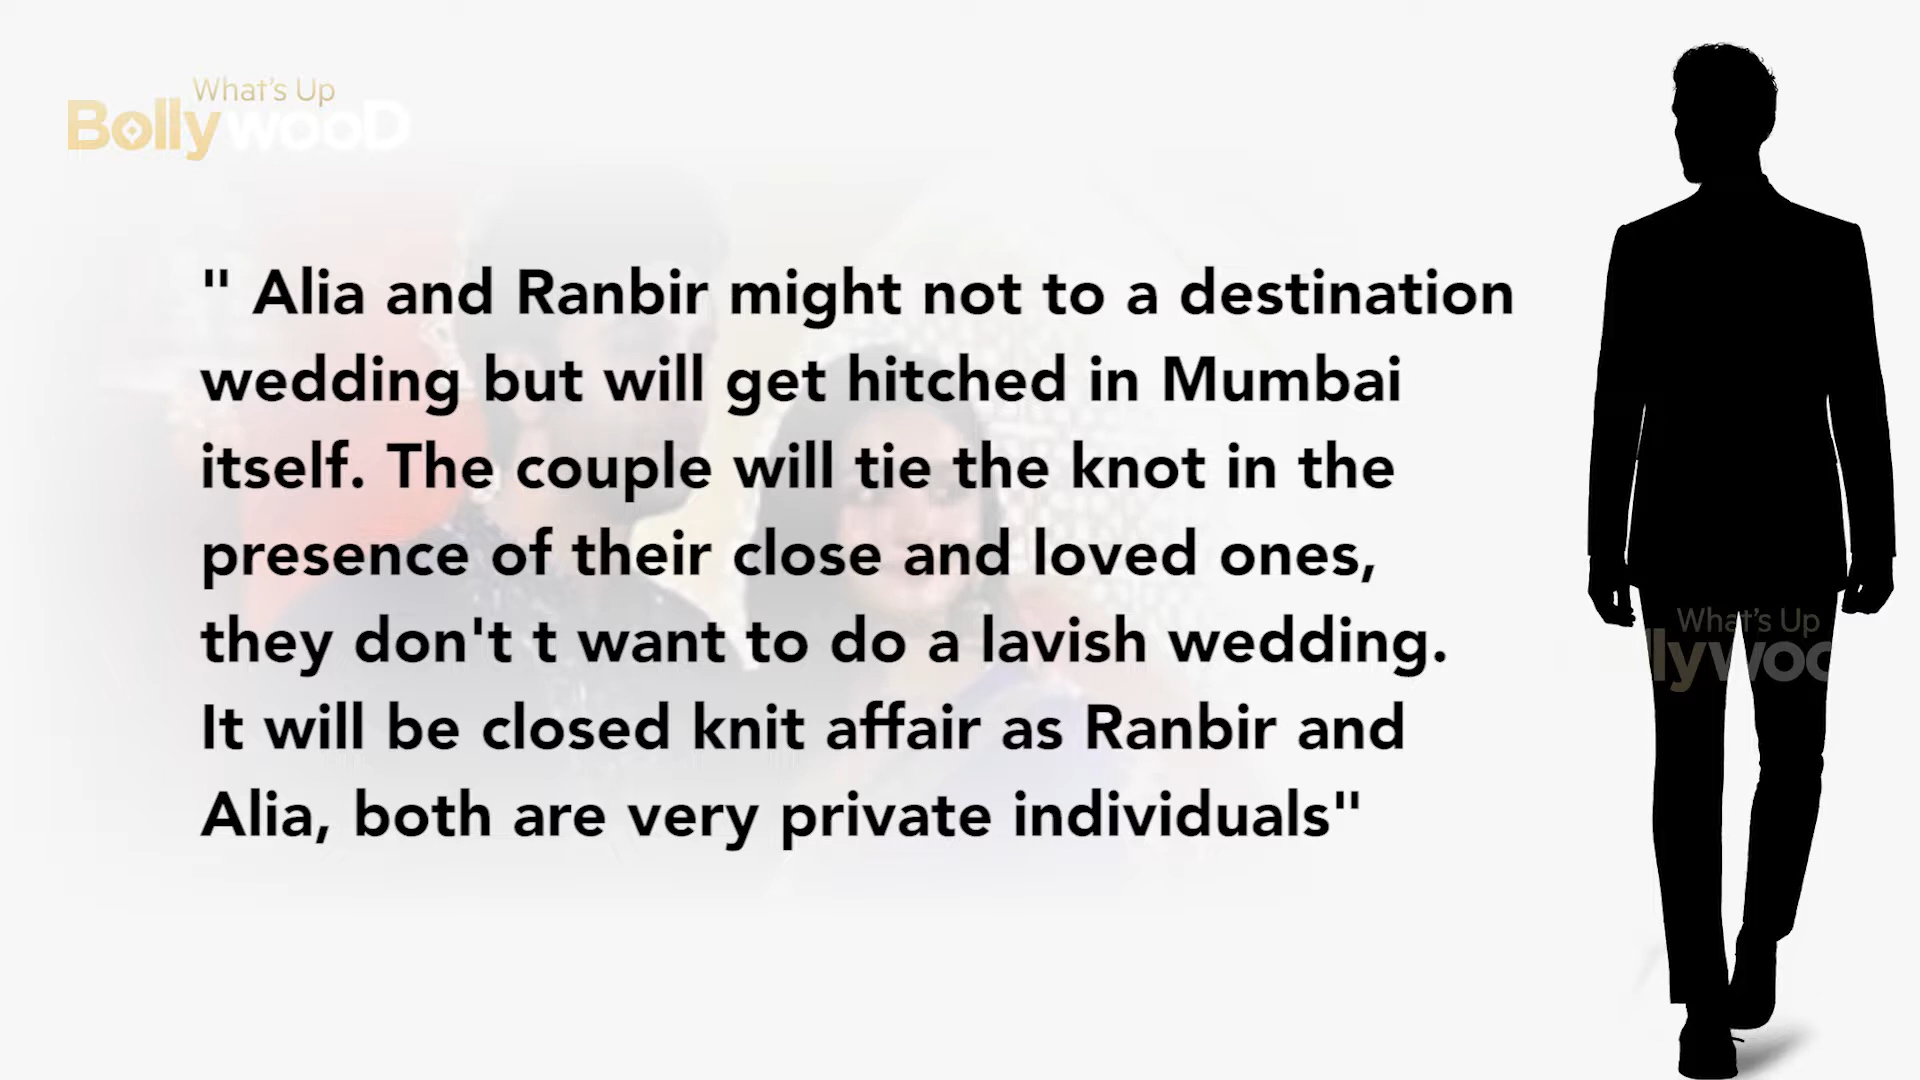 What's Up
BollywooD
" Alia and Ranbir might not to a destination
wedding but will get hitched in Mumbai
itself. The couple will tie the knot in the
presence of their close and loved ones,
they don't t want to do a lavish wedding.
It will be closed knit affair as Ranbir and
Alia, both are very private individuals"
What's Up
llywoo